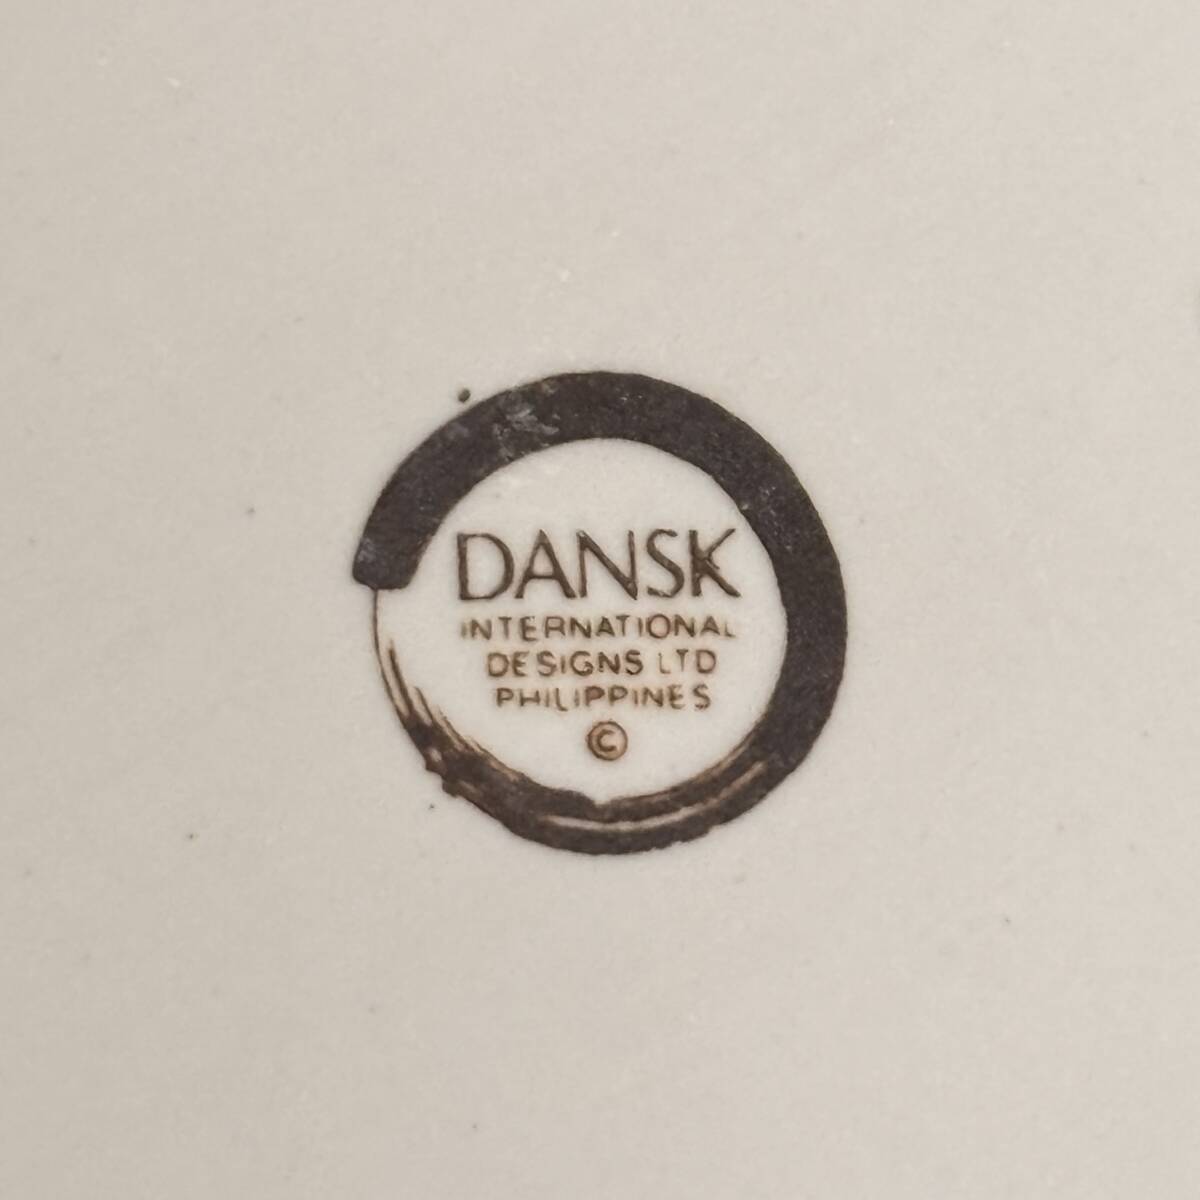 DANSK
INTERNATIONAL
DESIGNS LTD
PHILIPPINES
©